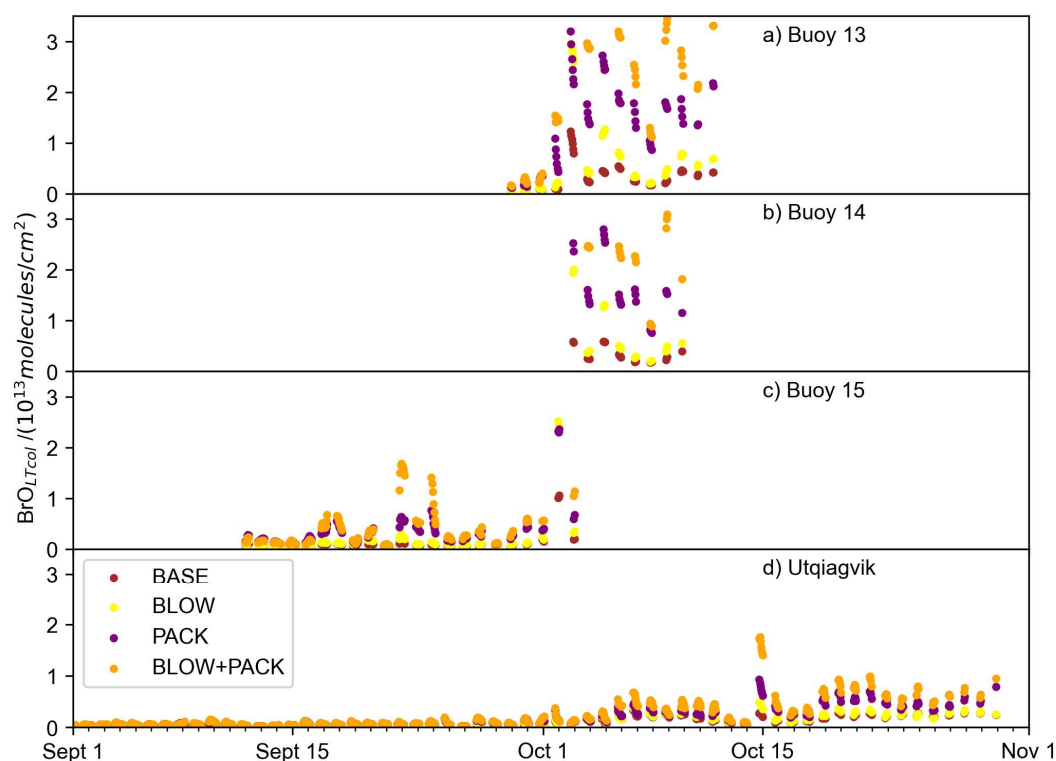 a) Buoy 13
3
2
1
0
b) Buoy 14
3
2
1
0
BrO_{LTcol} /(10^{13} molecules/cm^{2})
c) Buoy 15
3
2
1
0
d) Utqiagvik
3
2
1
0
BASE
BLOW
PACK
BLOW+PACK
Sept 1 Sept 15 Oct 1 Oct 15 Nov 1